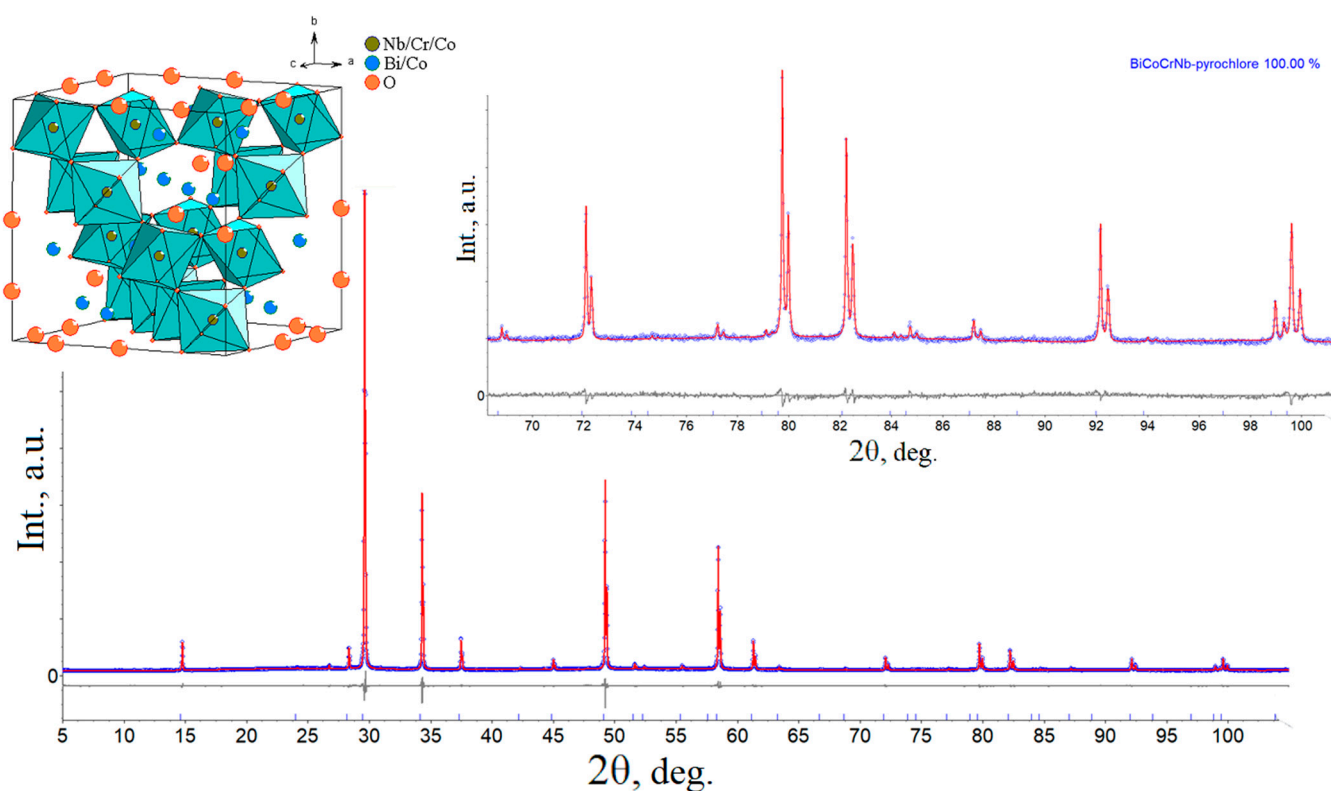 b
c
a
Nb/Cr/Co
Bi/Co
O
BiCoCrNb-pyrochlore 100.00 %
Int., a.u.
0
70 72 74 76 78 80 82 84 86 88 90 92 94 96 98 100
2θ, deg.
Int., a.u.
0
5 10 15 20 25 30 35 40 45 50 55 60 65 70 75 80 85 90 95 100
2θ, deg.